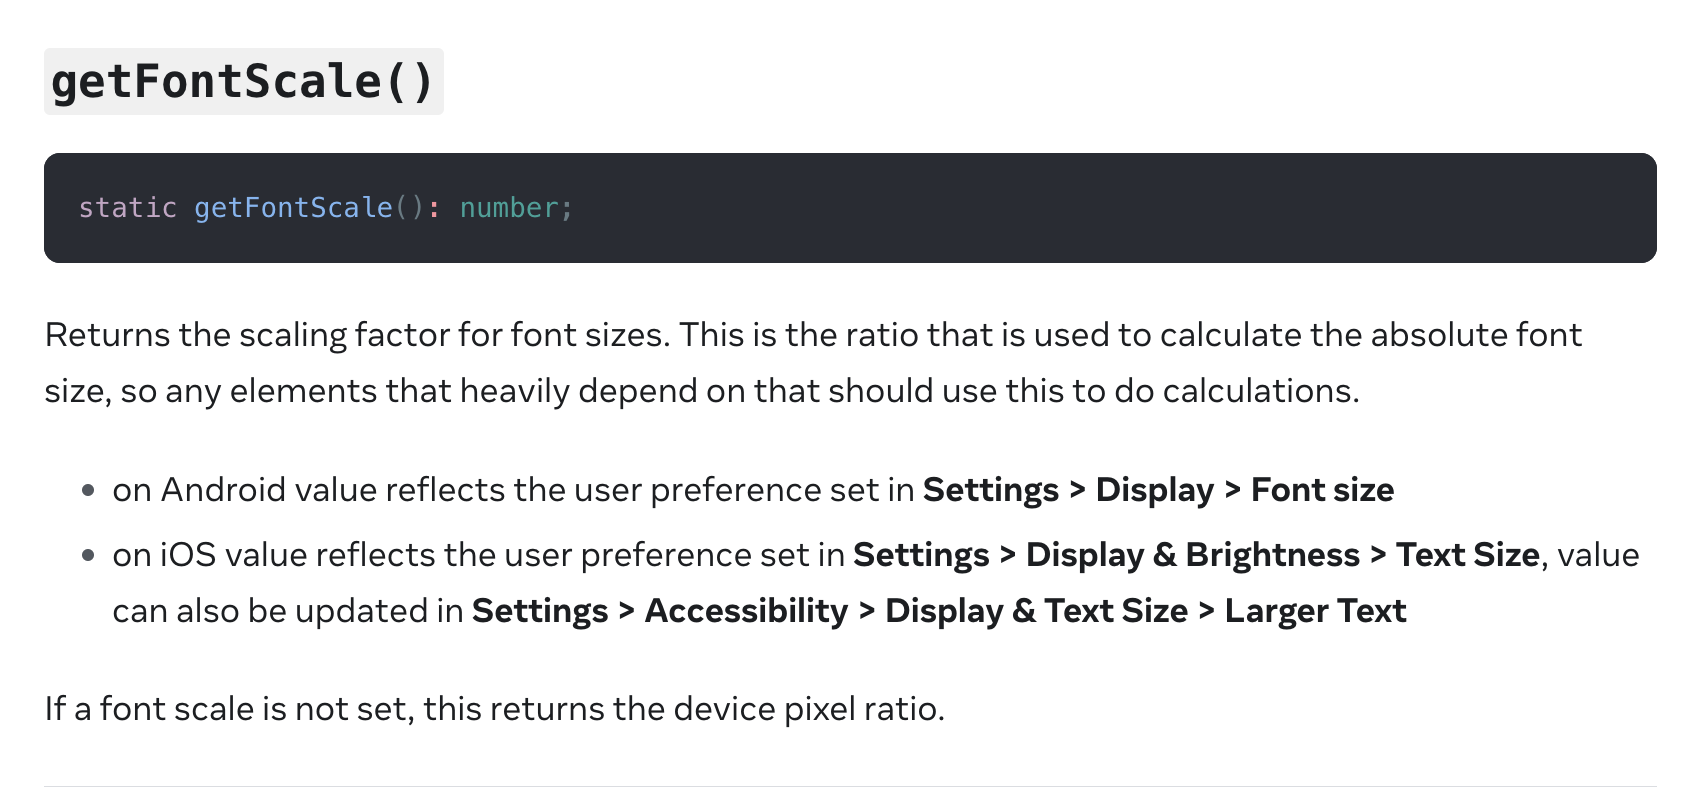 getFontScale()
static getFontScale(): number;
Returns the scaling factor for font sizes. This is the ratio that is used to calculate the absolute font
size, so any elements that heavily depend on that should use this to do calculations.
• on Android value reflects the user preference set in Settings > Display > Font size
• on iOS value reflects the user preference set in Settings > Display & Brightness > Text Size, value
can also be updated in Settings > Accessibility > Display & Text Size > Larger Text
If a font scale is not set, this returns the device pixel ratio.